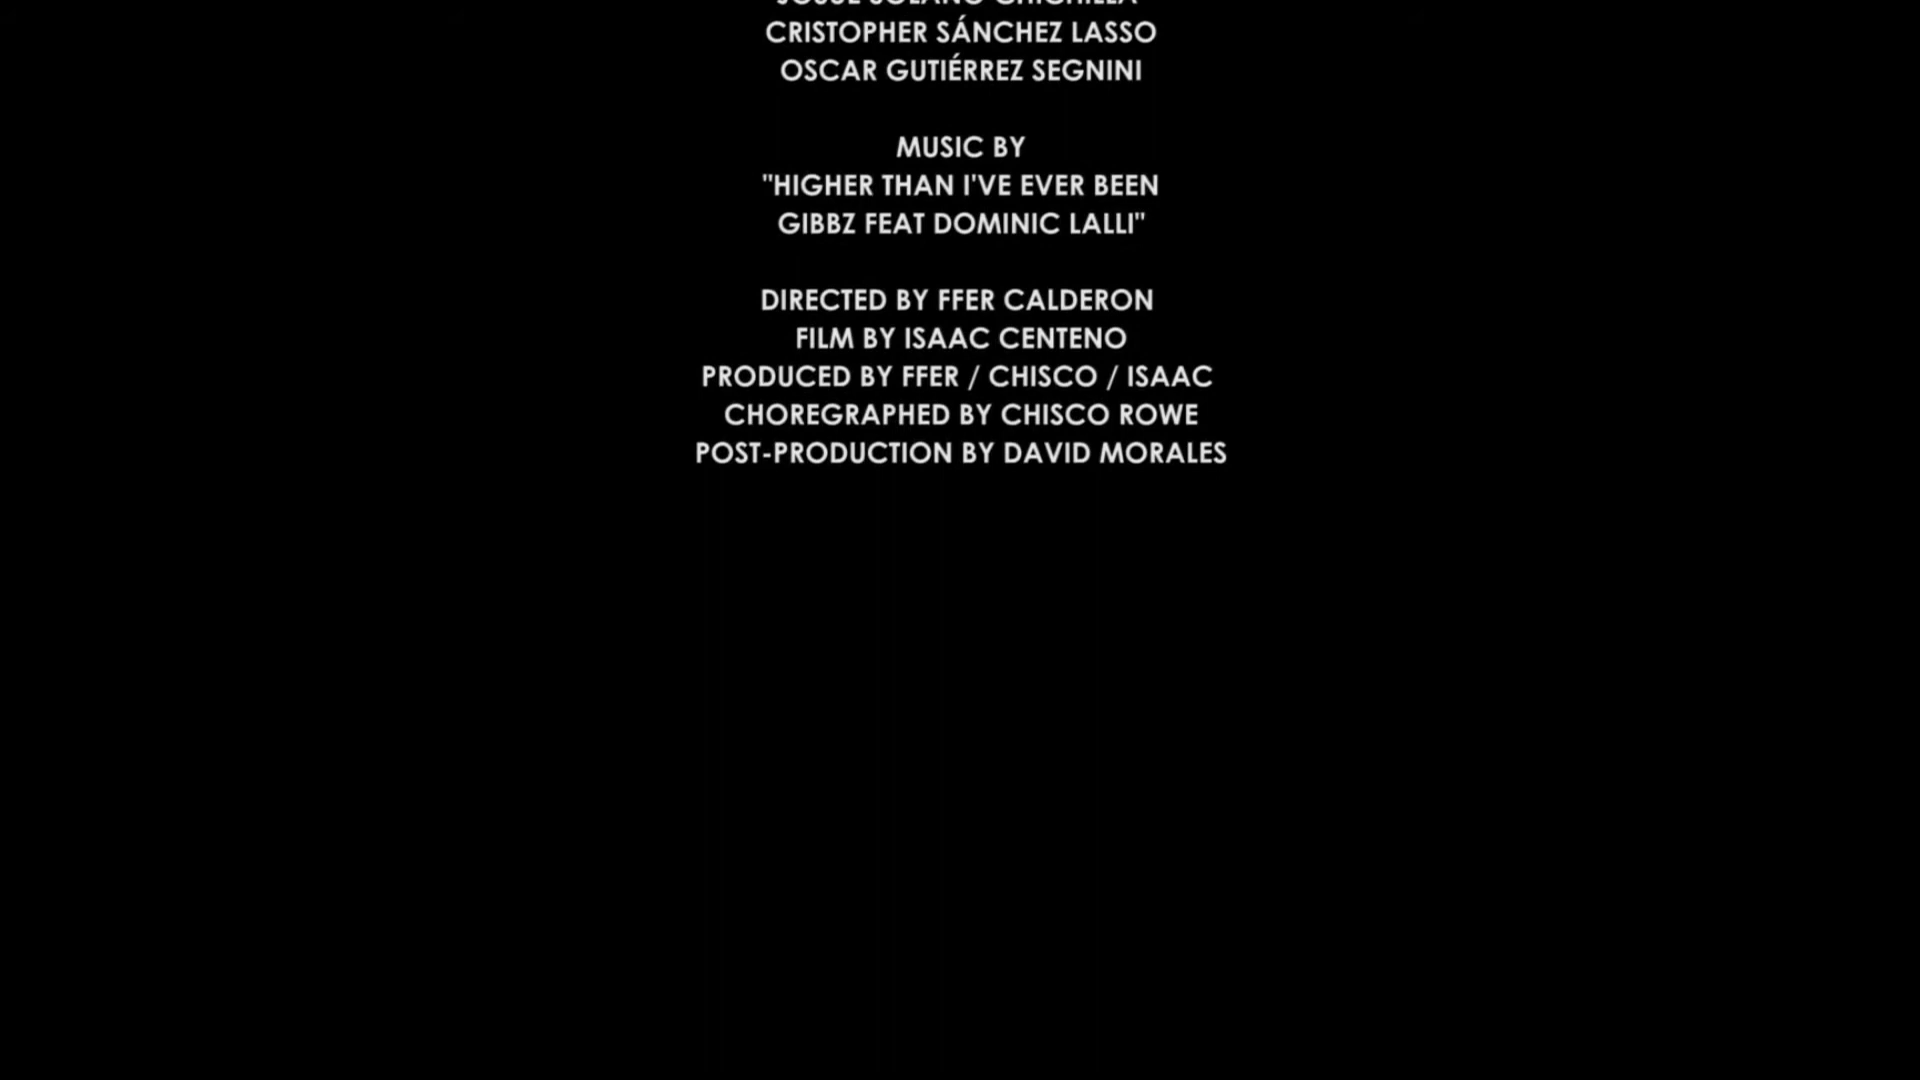 CRISTOPHER SÁNCHEZ LASSO
OSCAR GUTIÉRREZ SEGNINI
MUSIC BY
"HIGHER THAN I'VE EVER BEEN
GIBBZ FEAT DOMINIC LALLI"
DIRECTED BY FFER CALDERON
FILM BY ISAAC CENTENO
PRODUCED BY FFER / CHISCO / ISAAC
CHOREGRAPHED BY CHISCO ROWE
POST-PRODUCTION BY DAVID MORALES